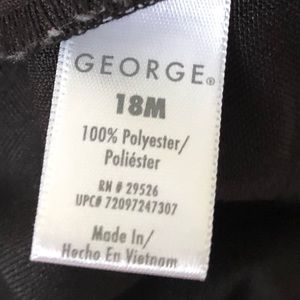 GEORGE®
18M
100% Polyester/
Poliéster
RN # 29526
UPC# 72097247307
Made In/
Hecho En Vietnam